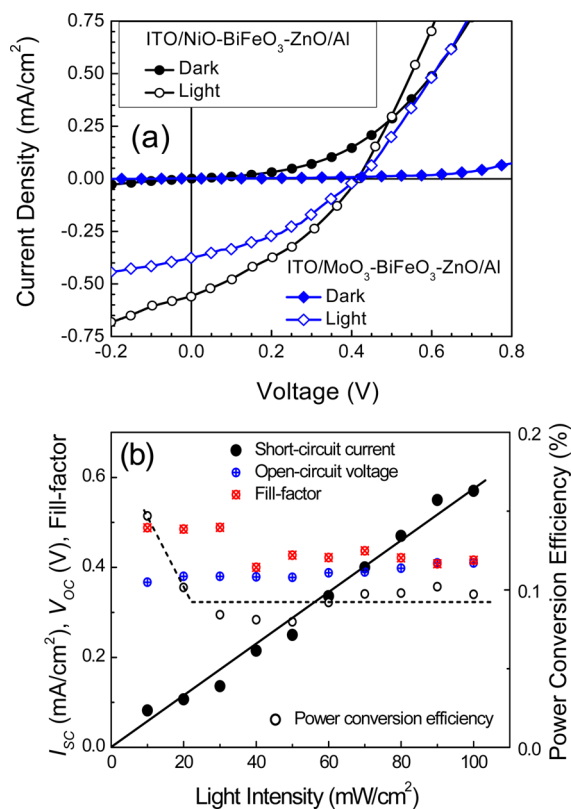 ITO/NiO-BiFeO₃-ZnO/Al
Dark
Light
(a)
0.75
0.50
0.25
0.00
-0.25
-0.50
-0.75
Current Density (mA/cm²)
ITO/MoO₃-BiFeO₃-ZnO/Al
Dark
Light
-0.2 0.0 0.2 0.4 0.6 0.8
Voltage (V)
(b)
Short-circuit current
Open-circuit voltage
Fill-factor
0.6
0.4
0.2
0.0
I_SC (mA/cm²), V_OC (V), Fill-factor
0.2
0.1
0.0
Power Conversion Efficiency (%)
Power conversion efficiency
0 20 40 60 80 100
Light Intensity (mW/cm²)